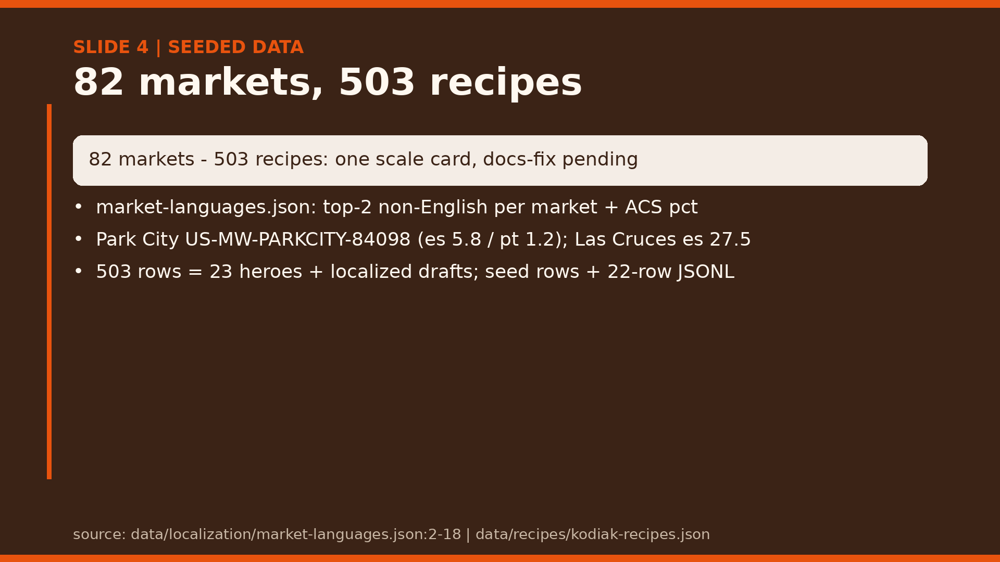 SLIDE 4 | SEEDED DATA
82 markets, 503 recipes
82 markets - 503 recipes: one scale card, docs-fix pending
• market-languages.json: top-2 non-English per market + ACS pct
• Park City US-MW-PARKCITY-84098 (es 5.8 / pt 1.2); Las Cruces es 27.5
• 503 rows = 23 heroes + localized drafts; seed rows + 22-row JSONL
source: data/localization/market-languages.json:2-18 | data/recipes/kodiak-recipes.json